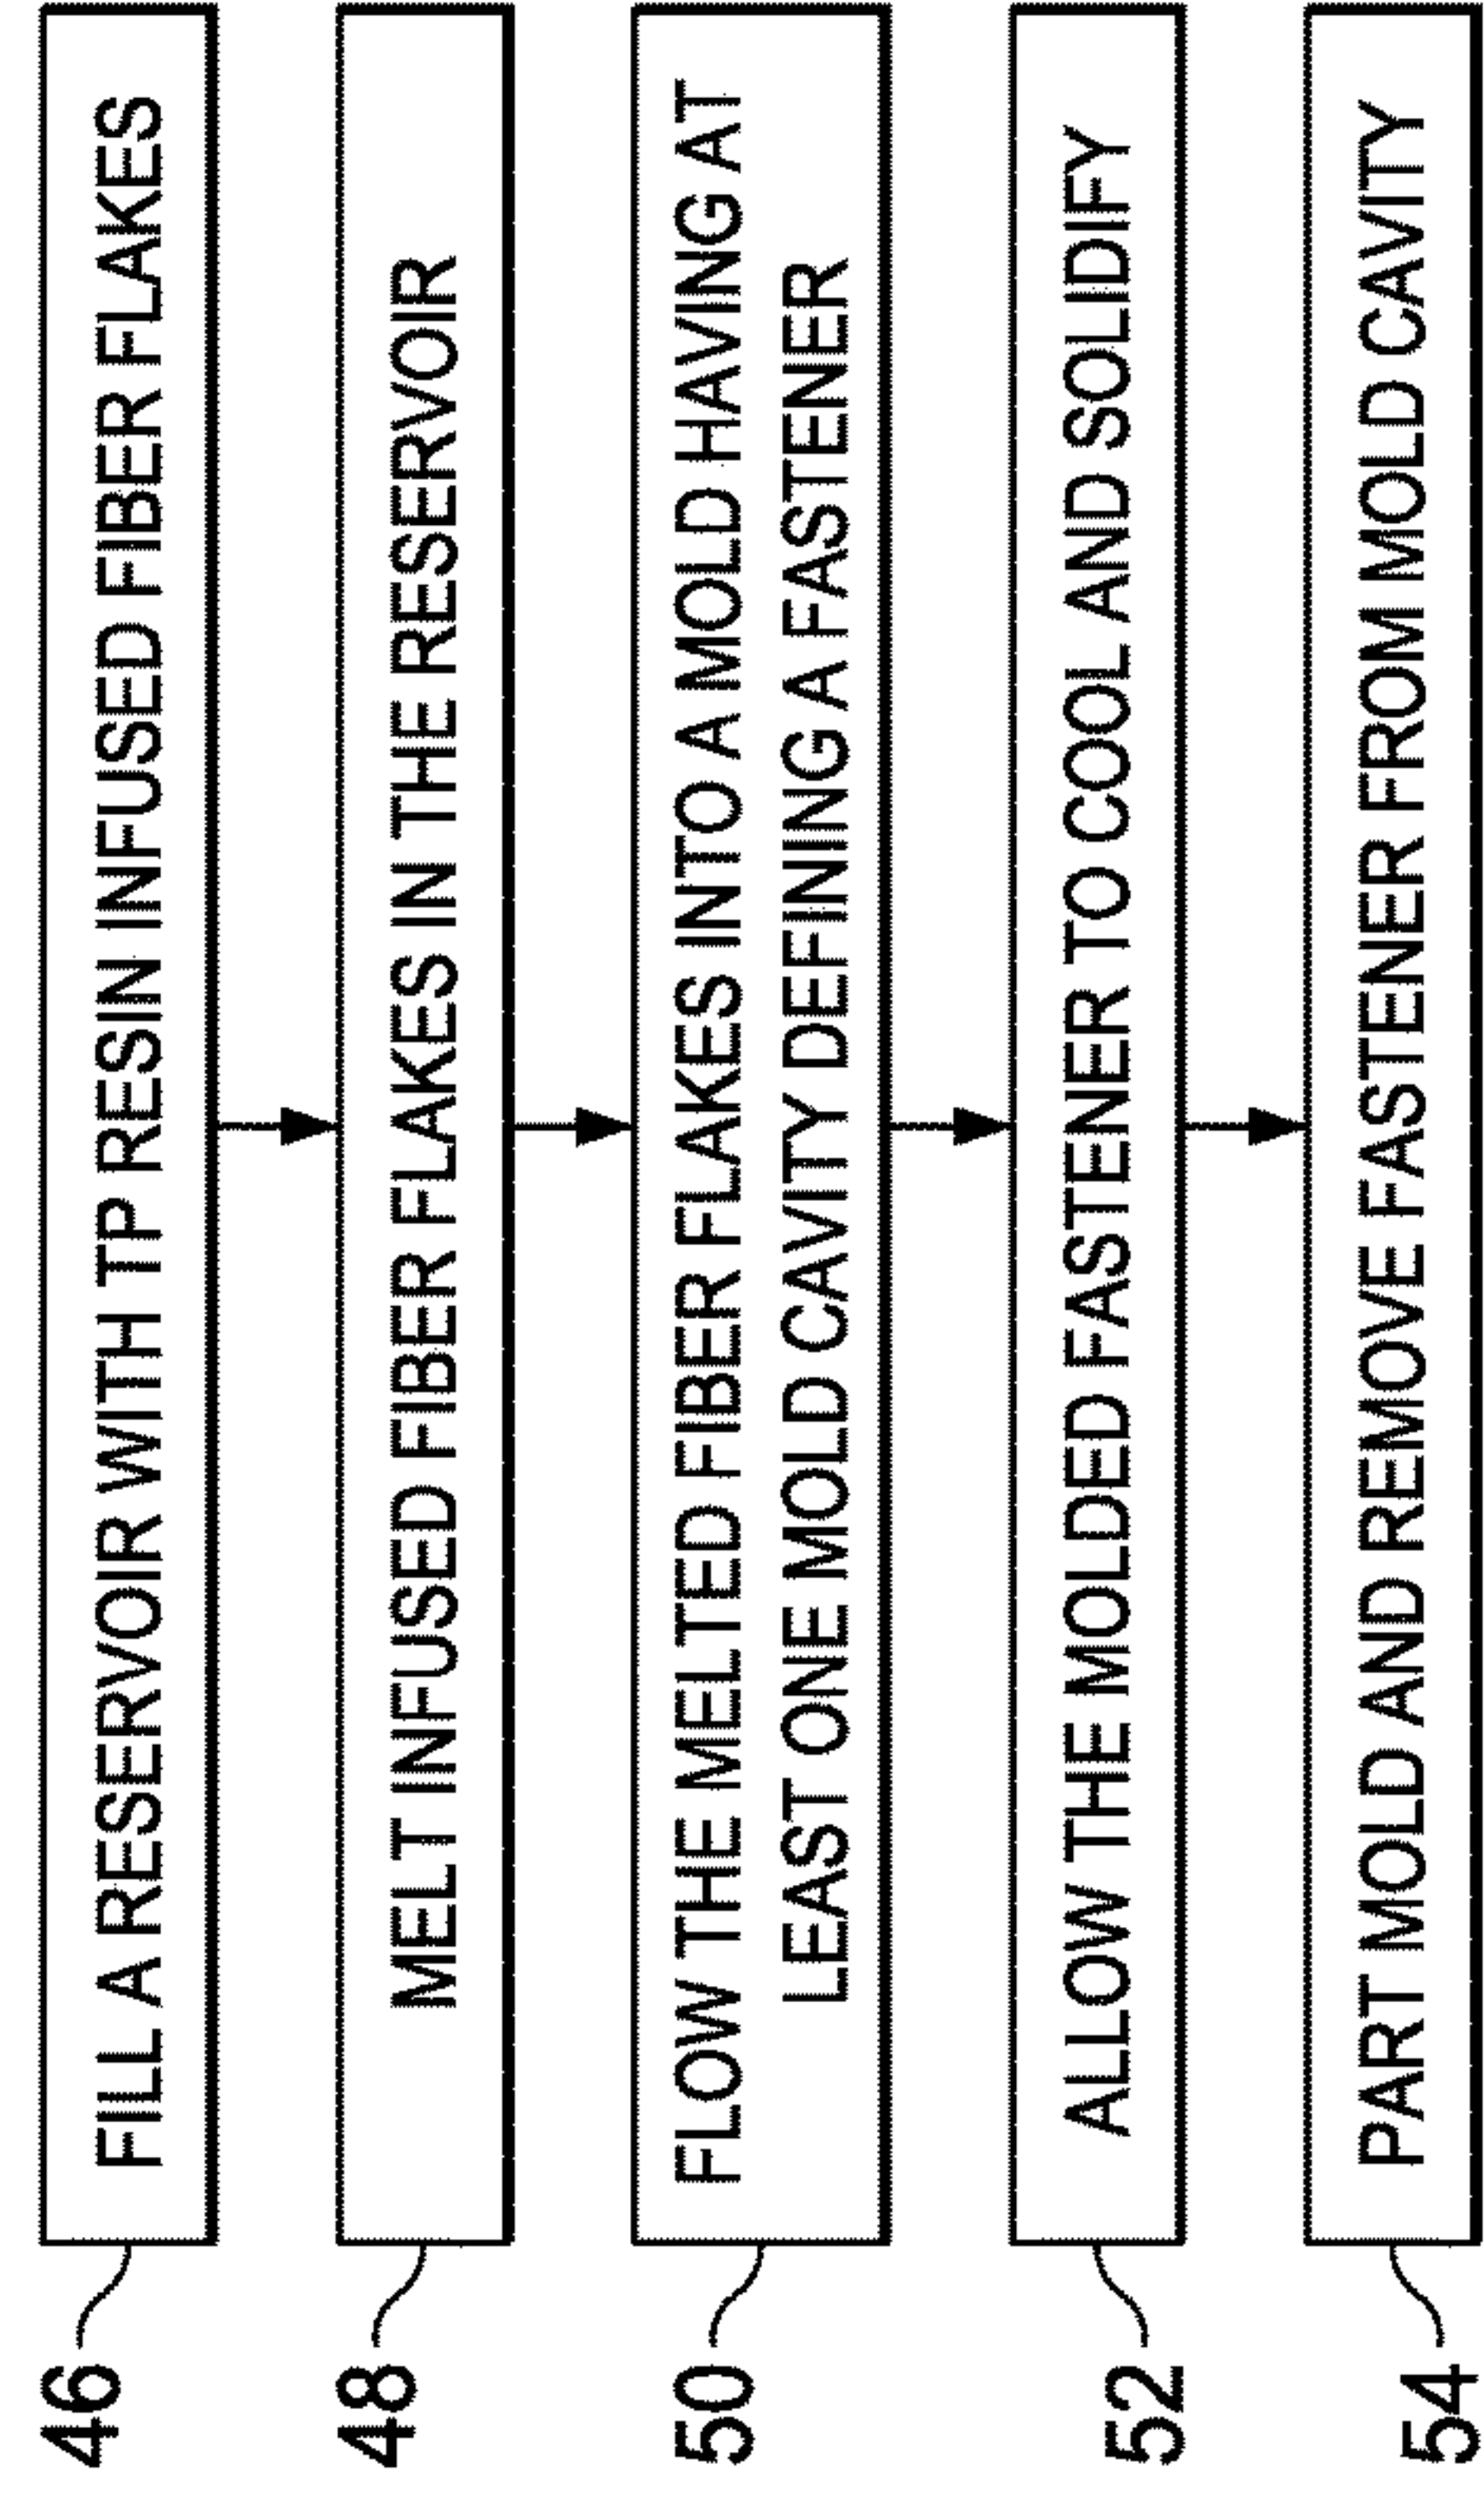 46 FILL A RESERVOIR WITH TP RESIN INFUSED FIBER FLAKES
48 MELT INFUSED FIBER FLAKES IN THE RESERVOIR
50 FLOW THE MELTED FIBER FLAKES INTO A MOLD HAVING AT
LEAST ONE MOLD CAVITY DEFINING A FASTENER
52 ALLOW THE MOLDED FASTENER TO COOL AND SOLIDIFY
54 PART MOLD AND REMOVE FASTENER FROM MOLD CAVITY